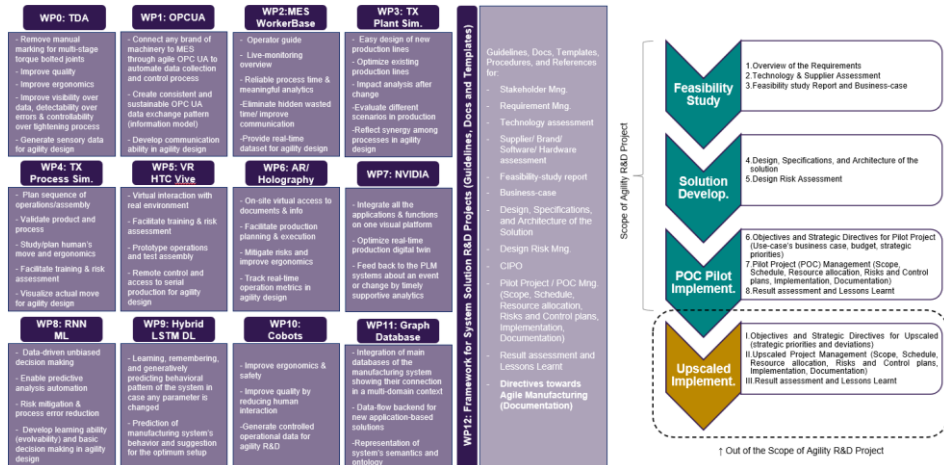 WP0: TDA
- Remove manual
marking for multi-stage
torque bolted joints
- Improve quality
- Improve ergonomics
- Improve visibility over
data, detectability over
errors & controllability
over tightening process
- Generate sensory data
for agility design
WP1: OPCUA
- Connect any brand of
machinery to MES
through agile OPC UA to
automate data collection
and control process
- Create consistent and
sustainable OPC UA
data exchange pattern
(information model)
- Develop communication
ability in agility design
WP2:MES
WorkerBase
- Operator guide
- Live-monitoring
overview
- Reliable process time &
meaningful analytics
-Eliminate hidden wasted
time/ improve
communication
-Provide real-time
dataset for agility design
WP3: TX
Plant Sim.
- Easy design of new
production lines
- Optimize existing
production lines
- Impact analysis after
change
-Evaluate different
scenarios in production
-Reflect synergy among
processes in agility
design
WP4: TX
Process Sim.
- Plan sequence of
operations/assembly
- Validate product and
process
- Study/plan human's
move and ergonomics
- Facilitate training & risk
assessment
- Visualize actual move
for agility design
WP5: VR
HTC Vive
- Virtual interaction with
real environment
- Facilitate training & risk
assessment
- Prototype operations
and test assembly
- Remote control and
access to serial
production for agility
design
WP6: AR/
Holography
- On-site virtual access to
documents & info
- Facilitate production
planning & execution
- Mitigate risks and
improve ergonomics
- Track real-time
operation metrics in
agility design
WP7: NVIDIA
- Integrate all the
applications & functions
on one visual platform
- Optimize real-time
production digital twin
- Feed back to the PLM
systems about an event
or change by timely
supportive analytics
WP8: RNN
ML
- Data-driven unbiased
decision making
- Enable predictive
analysis automation
- Risk mitigation &
process error reduction
- Develop learning ability
(evolvability) and basic
decision making in agility
design
WP9: Hybrid
LSTM DL
- Learning, remembering,
and generatively
predicting behavioral
pattern of the system in
case any parameter is
changed
- Prediction of
manufacturing system's
behavior and suggestion
for the optimum setup
WP10:
Cobots
- Improve ergonomics
& safety
- Improve quality by
reducing human
interaction
-Generate controlled
operational data for
agility R&D
WP11: Graph
Database
- Integration of main
databases of the
manufacturing system
showing their connection
in a multi-domain context
- Data-flow backend for
new application-based
solutions
-Representation of
system's semantics and
ontology
WP12: Framework for System Solution R&D Projects (Guidelines, Docs and Templates)
Guidelines, Docs, Templates,
Procedures, and References
for:
- Stakeholder Mng.
- Requirement Mng.
- Technology assessment
- Supplier/ Brand/
Software/ Hardware
assessment
- Feasibility-study report
- Business-case
- Design, Specifications,
and Architecture of the
Solution
- Design Risk Mng.
- CIPO
- Pilot Project / POC Mng.
(Scope, Schedule,
Resource allocation,
Risks and Control plans,
Implementation,
Documentation)
- Result assessment and
Lessons Learnt
- Directives towards
Agile Manufacturing
(Documentation)
Scope of Agility R&D Project
Feasibility
Study
1.Overview of the Requirements
2.Technology & Supplier Assessment
3.Feasibility study Report and Business-case
Solution
Develop.
4.Design, Specifications, and Architecture of the
solution
5.Design Risk Assessment
POC Pilot
Implement.
6.Objectives and Strategic Directives for Pilot Project
(Use-case's business case, budget, strategic
priorities)
7.Pilot Project (POC) Management (Scope,
Schedule, Resource allocation, Risks and Control
plans, Implementation, Documentation)
8.Result assessment and Lessons Learnt
Upscaled
Implement.
I.Objectives and Strategic Directives for Upscaled
(strategic priorities and deviations)
II.Upscaled Project Management (Scope, Schedule,
Resource allocation, Risks and Control plans,
Implementation, Documentation)
III.Result assessment and Lessons Learnt
↑ Out of the Scope of Agility R&D Project